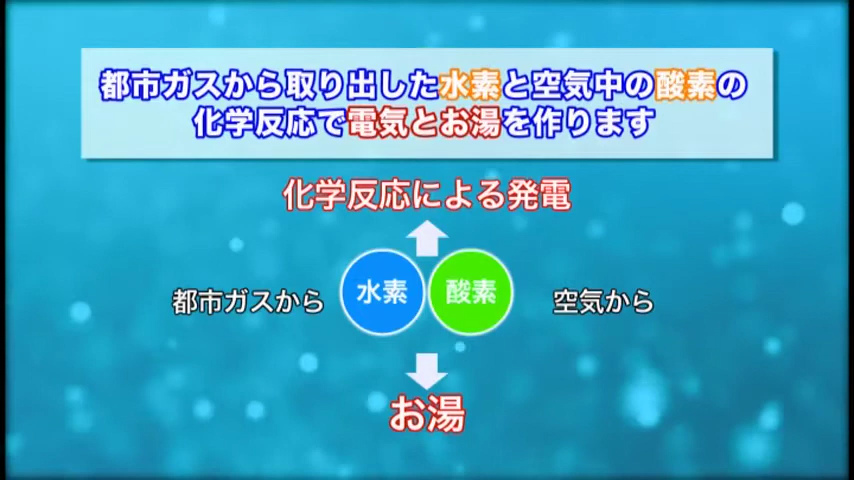 都市ガスから取り出した水素と空気中の酸素の
化学反応で電気とお湯を作ります
化学反応による発電
都市ガスから 水素 酸素 空気から
お湯